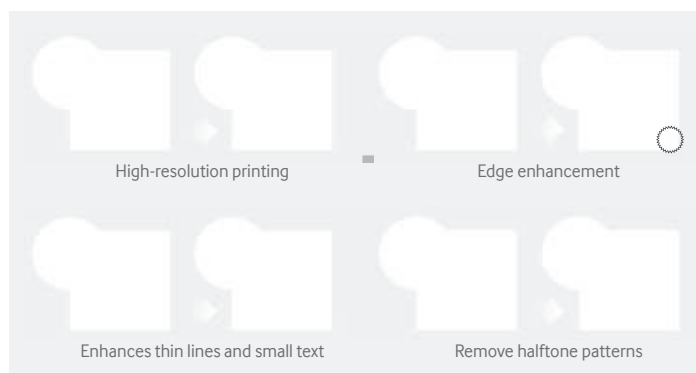 High-resolution printing
Edge enhancement
Enhances thin lines and small text
Remove halftone patterns